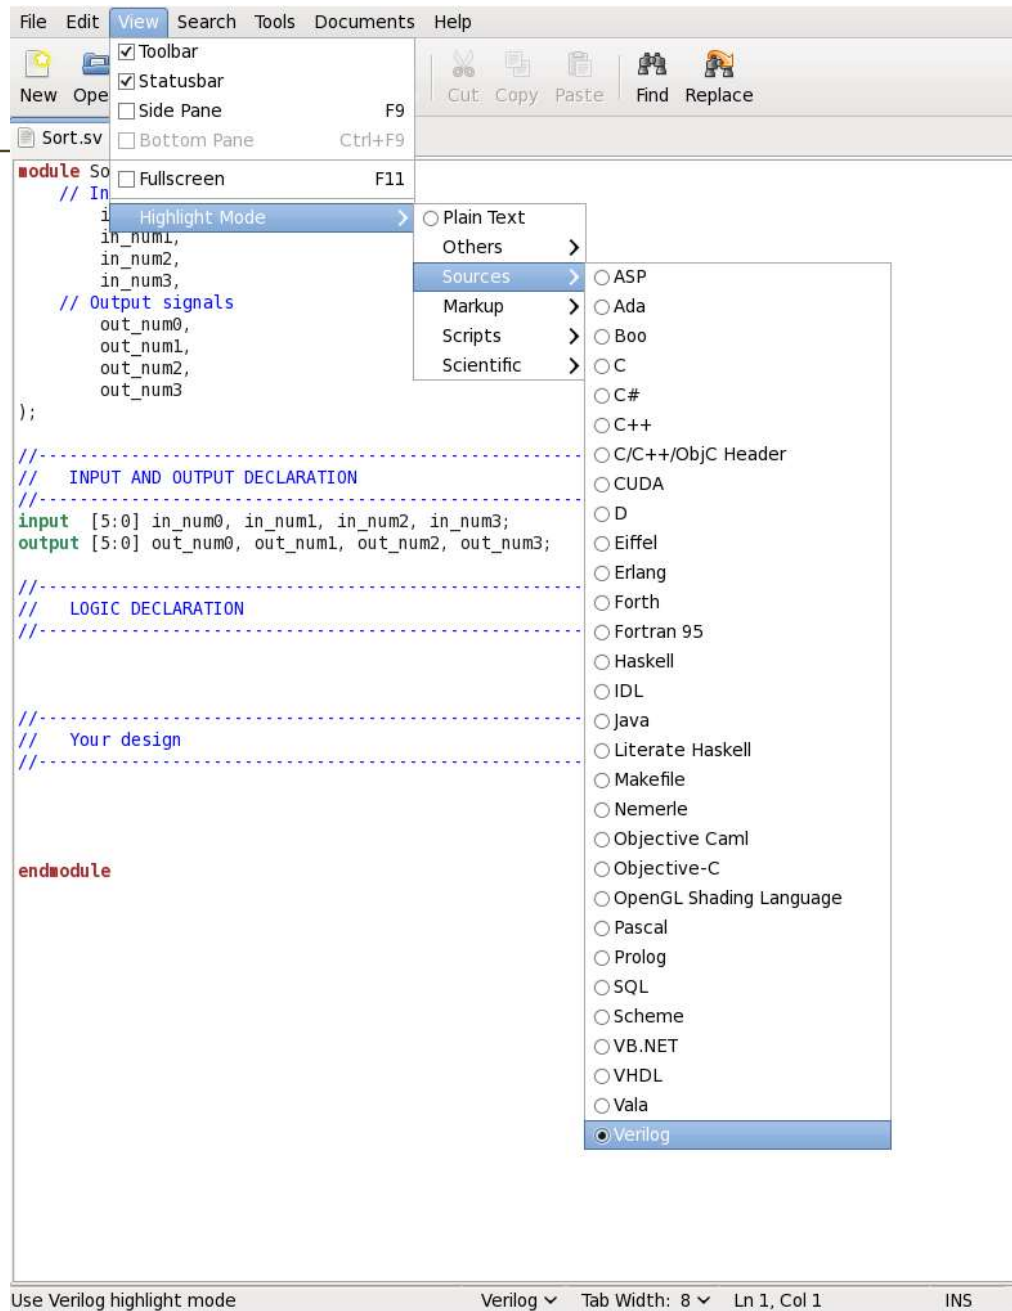 File Edit View Search Tools Documents Help
Toolbar
Statusbar
Side Pane F9
Bottom Pane Ctrl+F9
Fullscreen F11
Highlight Mode
New Ope Cut Copy Paste Find Replace
Sort.sv
Plain Text
Others
Sources
Markup
Scripts
Scientific
ASP
Ada
Boo
C
C#
C++
C/C++/ObjC Header
CUDA
D
Eiffel
Erlang
Forth
Fortran 95
Haskell
IDL
Java
Literate Haskell
Makefile
Nemerle
Objective Caml
Objective-C
OpenGL Shading Language
Pascal
Prolog
SQL
Scheme
VB.NET
VHDL
Vala
Verilog
module So
// In
i
in_num1,
in_num2,
in_num3,
// Output signals
out_num0,
out_num1,
out_num2,
out_num3
);
//-----------------------------------------------------
// INPUT AND OUTPUT DECLARATION
//-----------------------------------------------------
input [5:0] in_num0, in_num1, in_num2, in_num3;
output [5:0] out_num0, out_num1, out_num2, out_num3;
//-----------------------------------------------------
// LOGIC DECLARATION
//-----------------------------------------------------
//-----------------------------------------------------
// Your design
//-----------------------------------------------------
endmodule
Use Verilog highlight mode Verilog Tab Width: 8 Ln 1, Col 1 INS